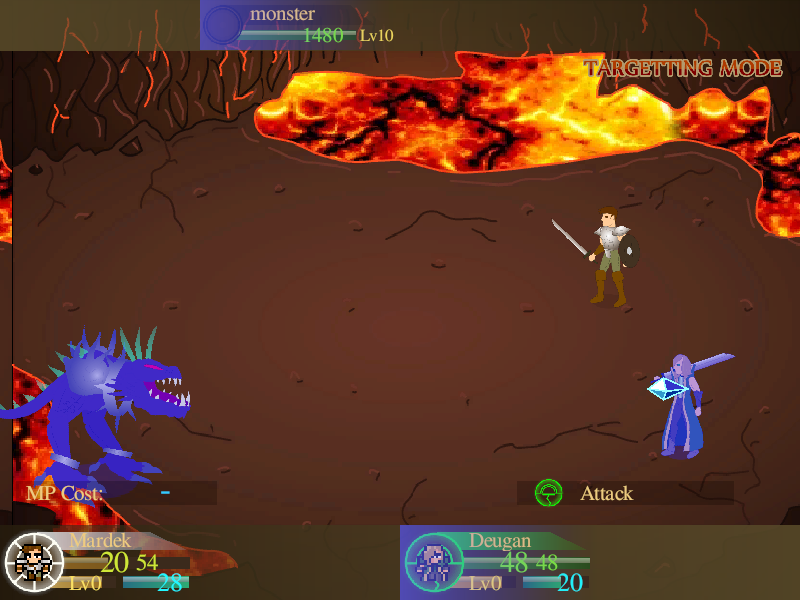 monster
1480 Lv10
TARGETTING MODE
MP Cost: -
Attack
Mardek
20 54
Lv0 28
Deugan
48 48
Lv0 20